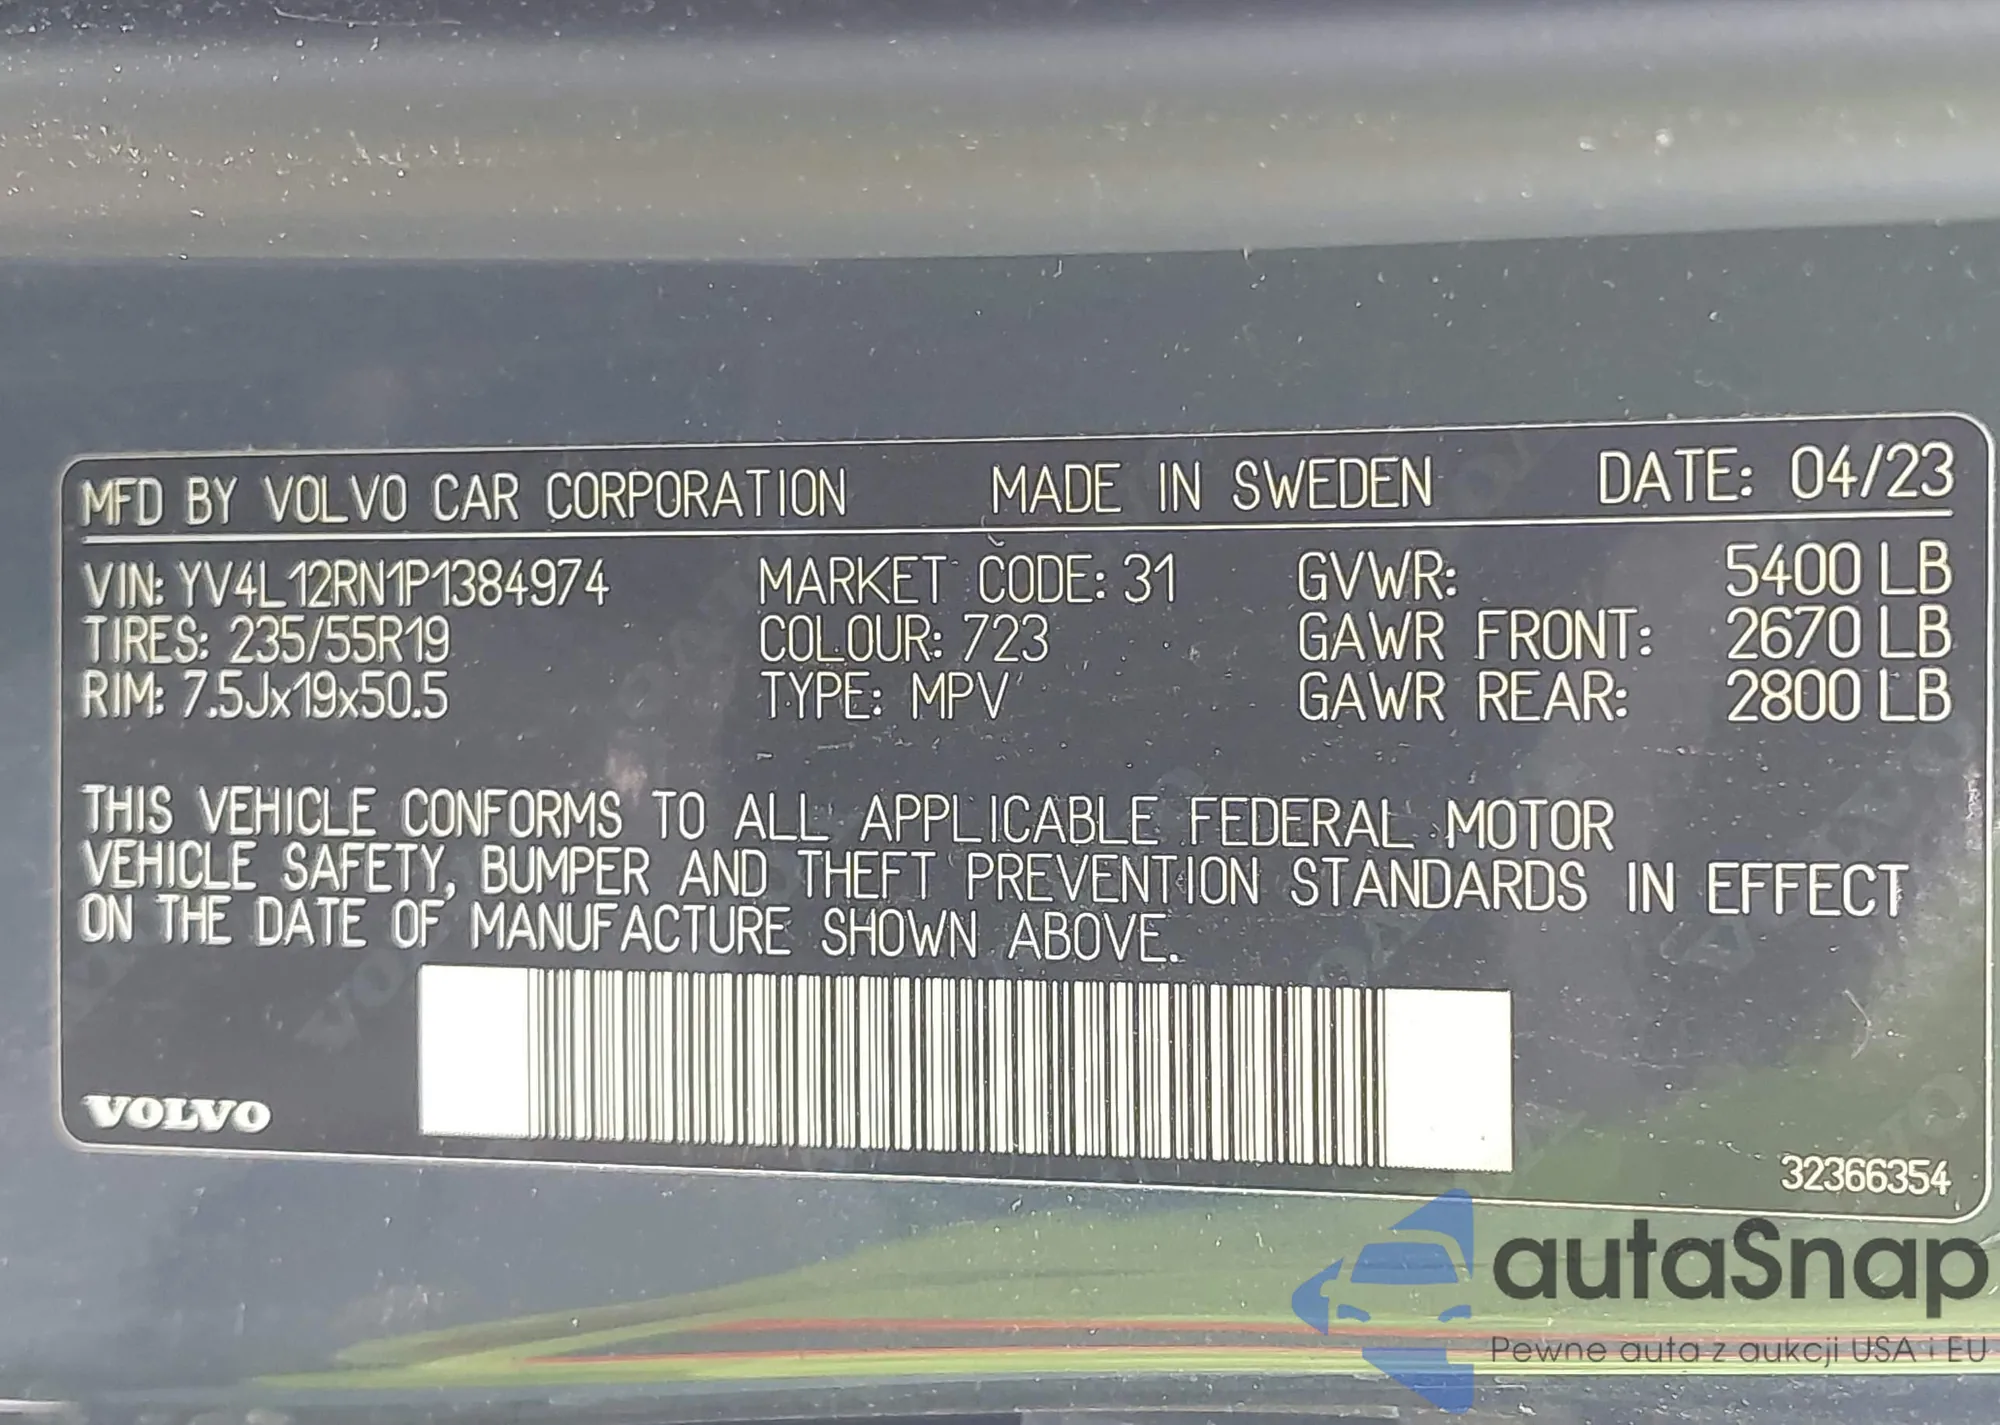 MFD BY VOLVO CAR CORPORATION MADE IN SWEDEN DATE: 04/23
VIN: YV4L12RN1P1384974 MARKET CODE: 31 GVWR: 5400 LB
TIRES: 235/55R19 COLOUR: 723 GAWR FRONT: 2670 LB
RIM: 7.5Jx19x50.5 TYPE: MPV GAWR REAR: 2800 LB
THIS VEHICLE CONFORMS TO ALL APPLICABLE FEDERAL MOTOR
VEHICLE SAFETY, BUMPER AND THEFT PREVENTION STANDARDS IN EFFECT
ON THE DATE OF MANUFACTURE SHOWN ABOVE.
VOLVO
32366354
autaSnap
Pewne auta z aukcji USA i EU